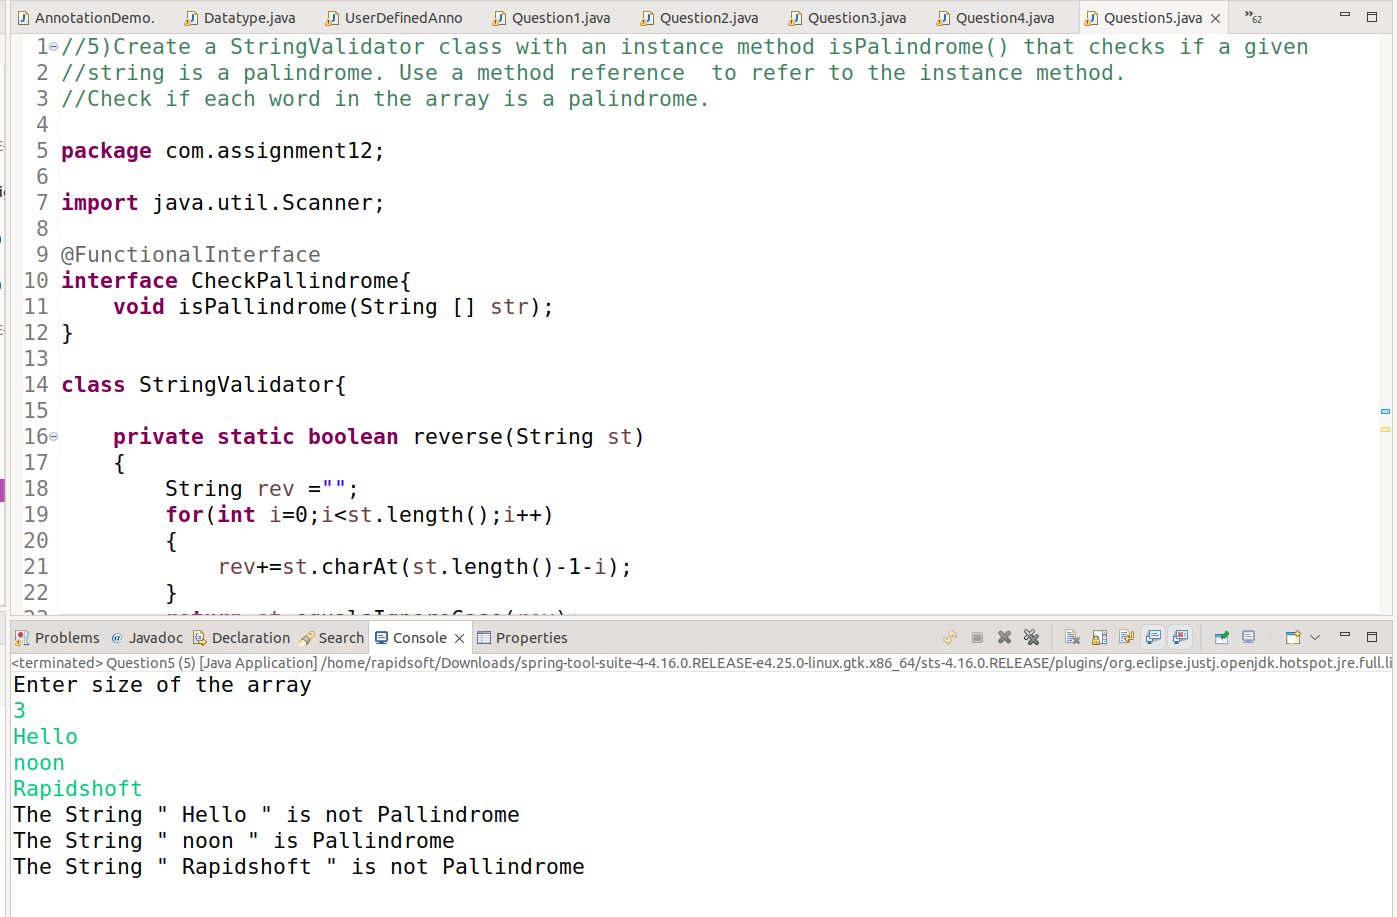 AnnotationDemo. Datatype.java UserDefinedAnno Question1.java Question2.java Question3.java Question4.java Question5.java »62
1 //5)Create a StringValidator class with an instance method isPalindrome() that checks if a given
2 //string is a palindrome. Use a method reference  to refer to the instance method.
3 //Check if each word in the array is a palindrome.
4
5 package com.assignment12;
6
7 import java.util.Scanner;
8
9 @FunctionalInterface
10 interface CheckPallindrome{
11     void isPallindrome(String [] str);
12 }
13
14 class StringValidator{
15
16     private static boolean reverse(String st)
17     {
18         String rev ="";
19         for(int i=0;i<st.length();i++)
20         {
21             rev+=st.charAt(st.length()-1-i);
22         }
Problems @ Javadoc Declaration Search Console Properties
<terminated> Question5 (5) [Java Application] /home/rapidsoft/Downloads/spring-tool-suite-4-4.16.0.RELEASE-e4.25.0-linux.gtk.x86_64/sts-4.16.0.RELEASE/plugins/org.eclipse.justj.openjdk.hotspot.jre.full.li
Enter size of the array
3
Hello
noon
Rapidshoft
The String " Hello " is not Pallindrome
The String " noon " is Pallindrome
The String " Rapidshoft " is not Pallindrome